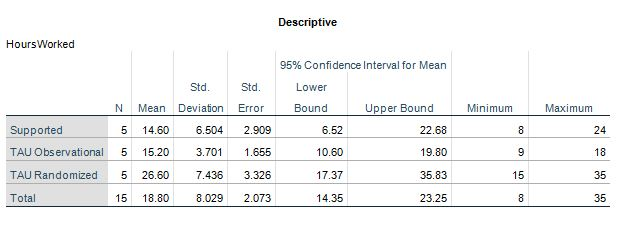 Descriptive
HoursWorked
95% Confidence Interval for Mean
N Mean Std. Deviation Std. Error Lower Bound Upper Bound Minimum Maximum
Supported 5 14.60 6.504 2.909 6.52 22.68 8 24
TAU Observational 5 15.20 3.701 1.655 10.60 19.80 9 18
TAU Randomized 5 26.60 7.436 3.326 17.37 35.83 15 35
Total 15 18.80 8.029 2.073 14.35 23.25 8 35